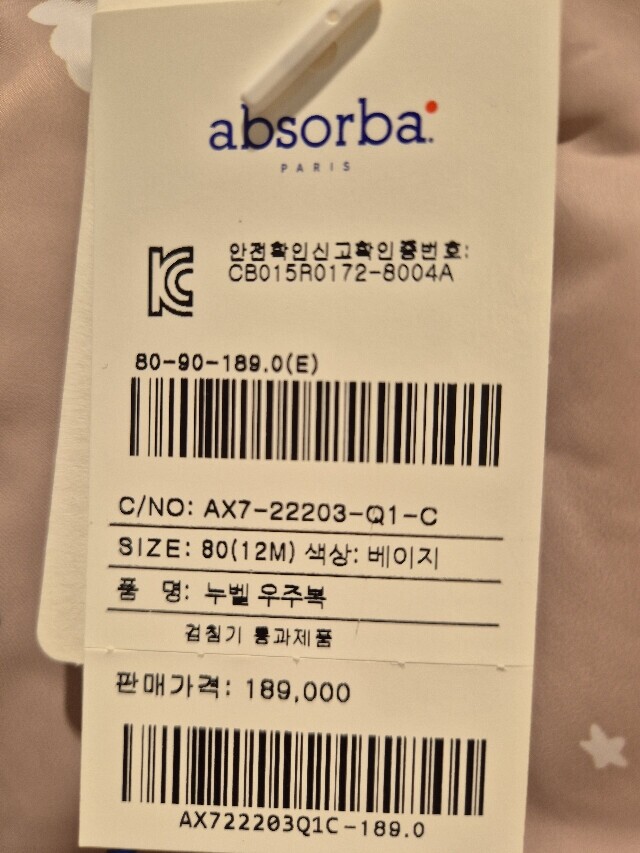 absorba
PARIS
안전확인신고확인증번호:
CB015R0172-8004A
80-90-189.0(E)
C/NO: AX7-22203-Q1-C
SIZE: 80(12M) 색상: 베이지
품 명: 누벨 우주복
검침기 통과제품
판매가격: 189,000
AX722203Q1C-189.0